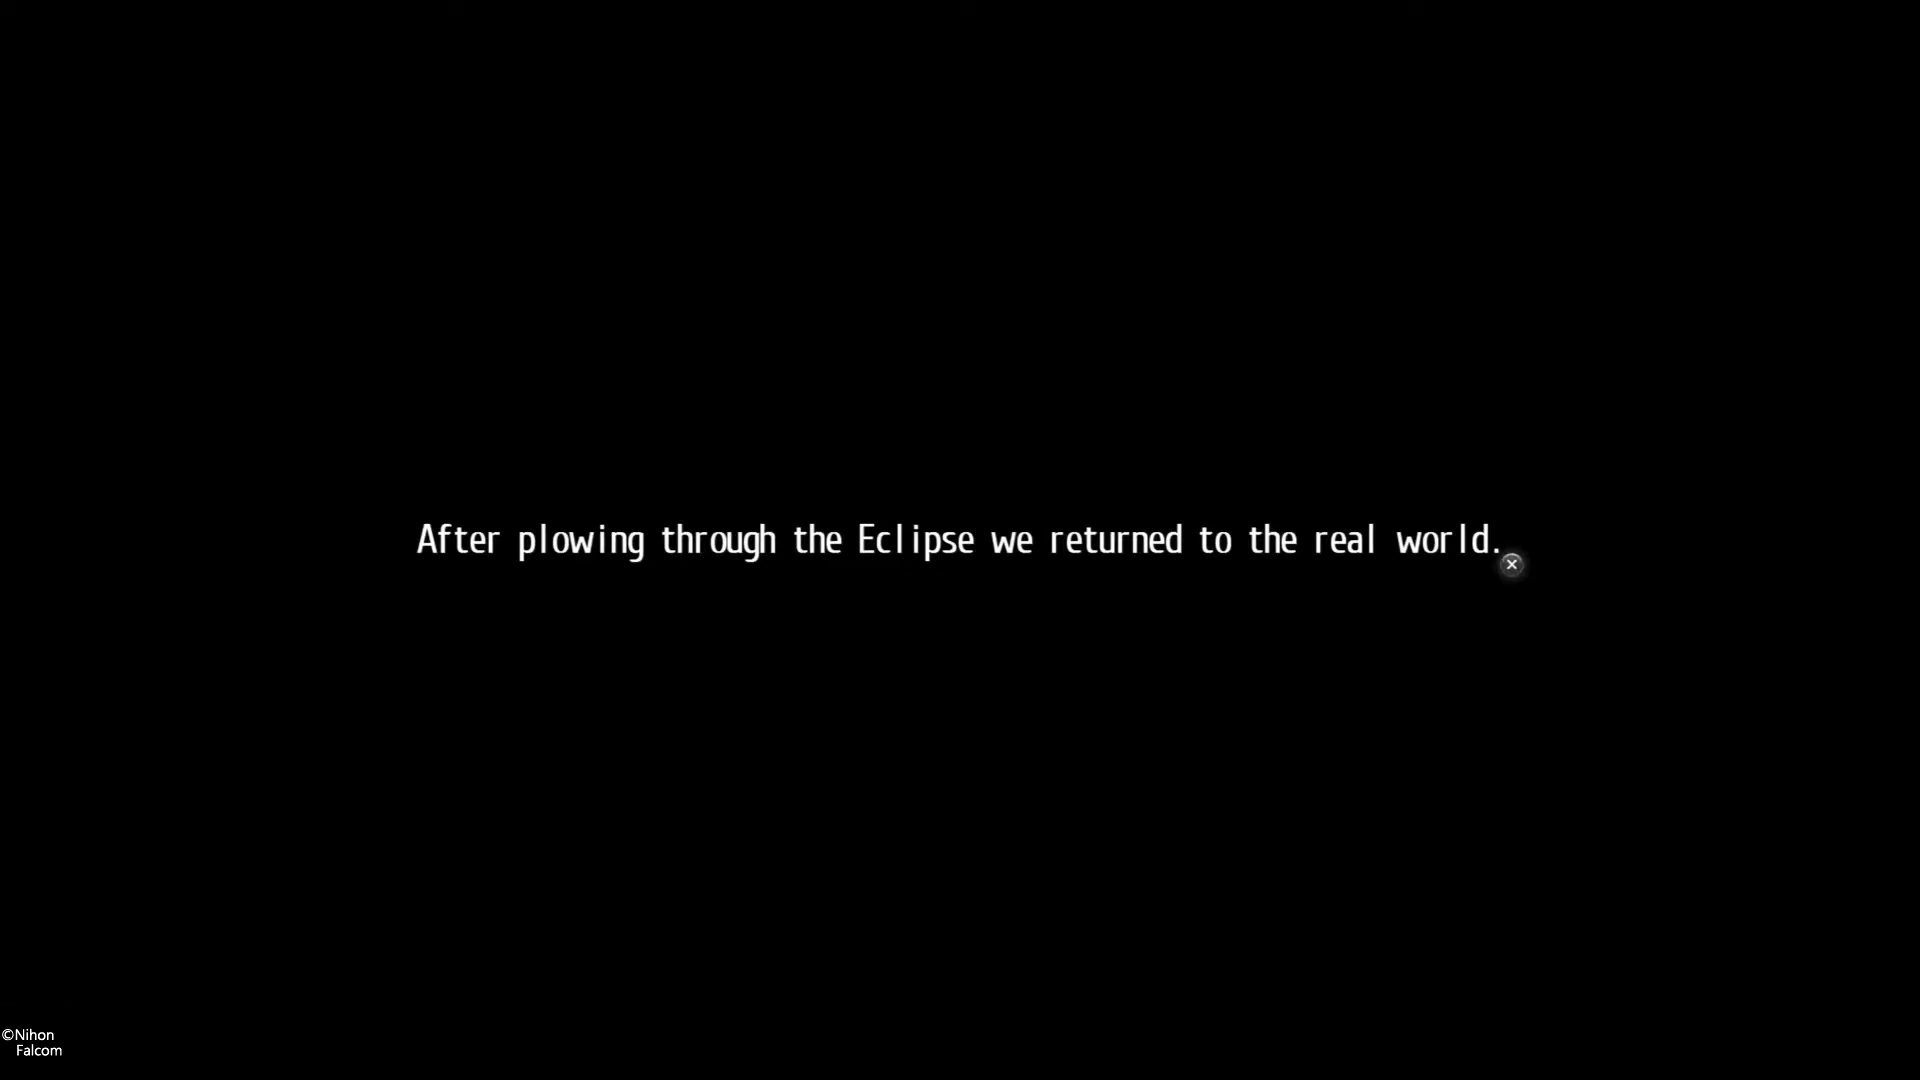 After plowing through the Eclipse we returned to the real world.
©Nihon
Falcom